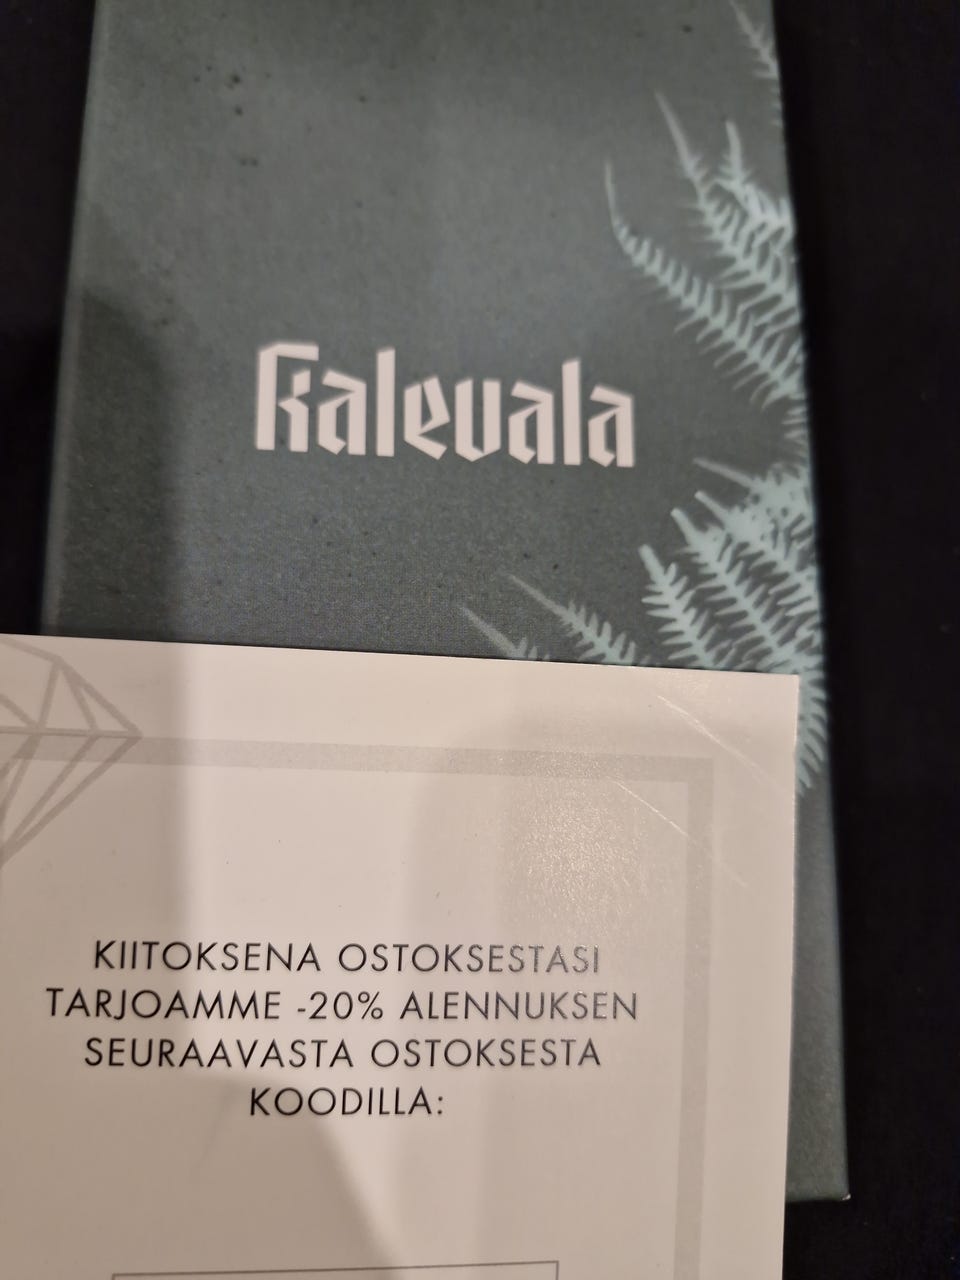 Kalevala
KIITOKSENA OSTOKSESTASI
TARJOAMME -20% ALENNUKSEN
SEURAAVASTA OSTOKSESTA
KOODILLA: